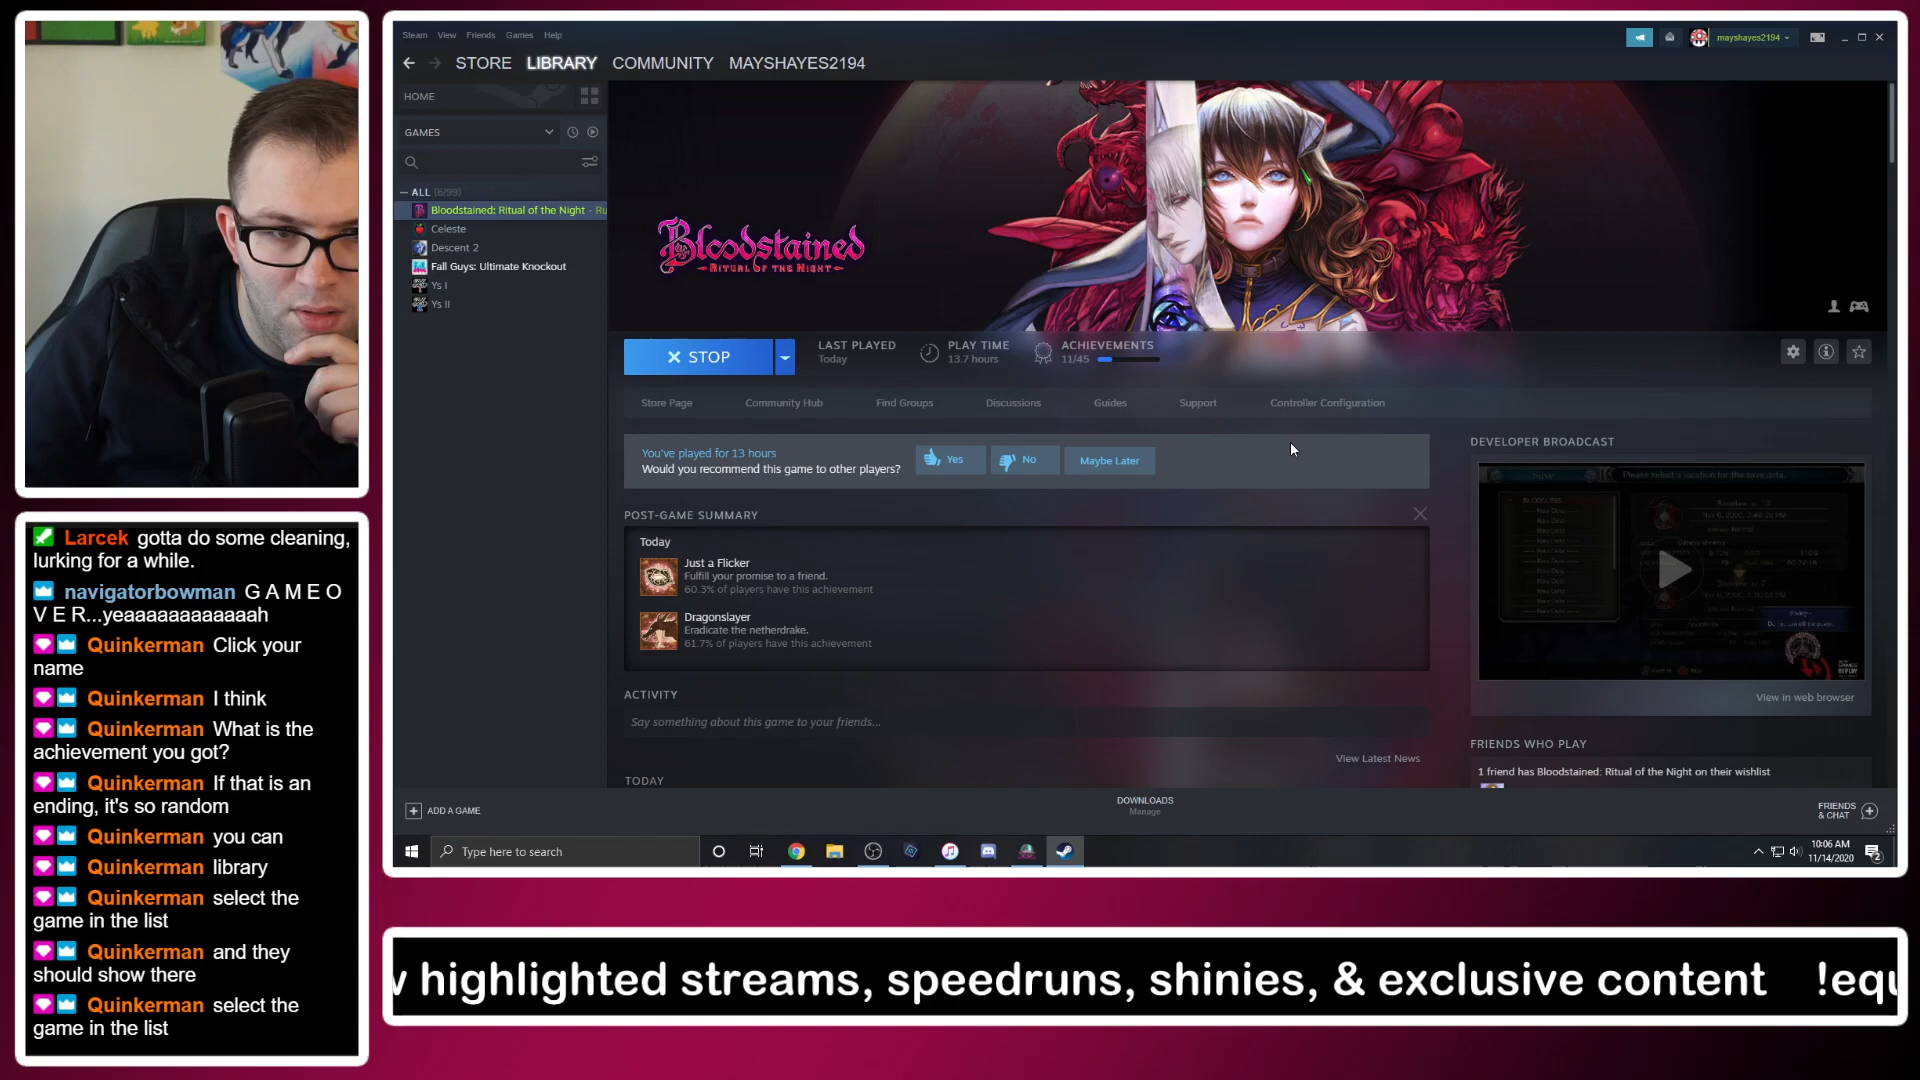 Steam View Friends Games Help
mayshayes2194
STORE LIBRARY COMMUNITY MAYSHAYES2194
HOME
GAMES
ALL (6/99)
Bloodstained: Ritual of the Night - Ru
Celeste
Descent 2
Fall Guys: Ultimate Knockout
Ys I
Ys II
Bloodstained
RITUAL OF THE NIGHT
STOP
LAST PLAYED
Today
PLAY TIME
13.7 hours
ACHIEVEMENTS
11/45
Store Page Community Hub Find Groups Discussions Guides Support Controller Configuration
You've played for 13 hours
Would you recommend this game to other players?
Yes No Maybe Later
POST-GAME SUMMARY
Today
Just a Flicker
Fulfill your promise to a friend.
60.3% of players have this achievement
Dragonslayer
Eradicate the netherdrake.
61.7% of players have this achievement
ACTIVITY
Say something about this game to your friends...
View Latest News
TODAY
DEVELOPER BROADCAST
Save
Please select a location for the save data.
View in web browser
FRIENDS WHO PLAY
1 friend has Bloodstained: Ritual of the Night on their wishlist
ADD A GAME
DOWNLOADS
Manage
FRIENDS
& CHAT
Type here to search
10:06 AM
11/14/2020
2
Larcek gotta do some cleaning,
lurking for a while.
navigatorbowman G A M E O
V E R...yeaaaaaaaaaaaah
Quinkerman Click your
name
Quinkerman I think
Quinkerman What is the
achievement you got?
Quinkerman If that is an
ending, it's so random
Quinkerman you can
Quinkerman library
Quinkerman select the
game in the list
Quinkerman and they
should show there
Quinkerman select the
game in the list
highlighted streams, speedruns, shinies, & exclusive content !equ